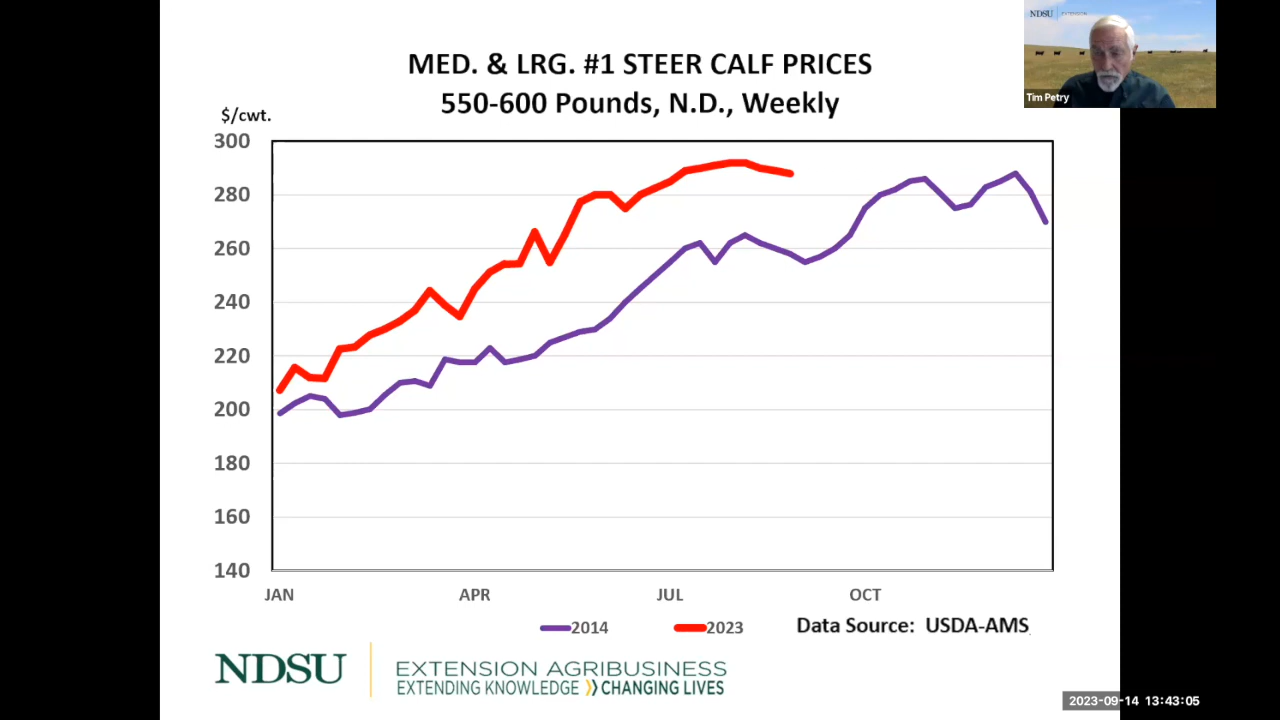 NDSU EXTENSION
Tim Petry
MED. & LRG. #1 STEER CALF PRICES
550-600 Pounds, N.D., Weekly
$/cwt.
300
280
260
240
220
200
180
160
140
JAN APR JUL OCT
2014 2023 Data Source: USDA-AMS
NDSU EXTENSION AGRIBUSINESS
EXTENDING KNOWLEDGE ⟫ CHANGING LIVES
2023-09-14 13:43:05